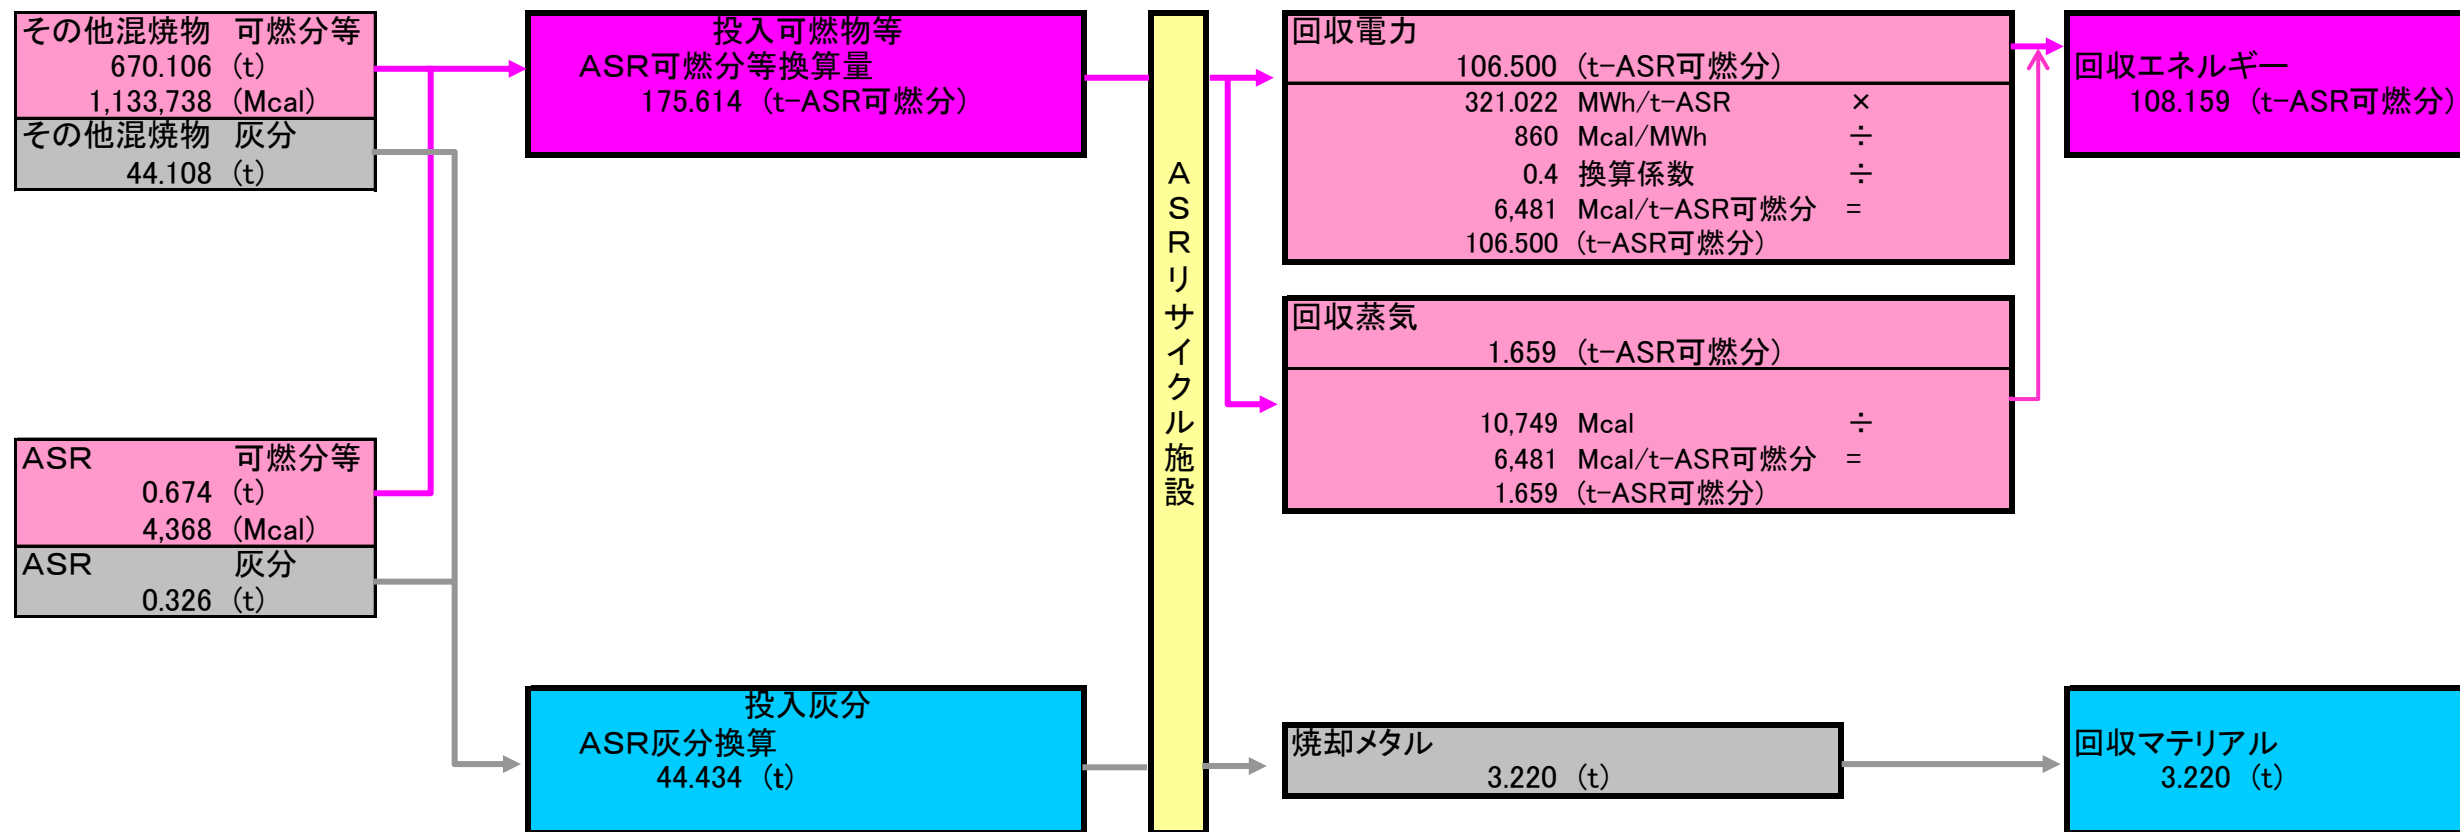 その他混焼物 可燃分等
670.106 (t)
1,133,738 (Mcal)
その他混焼物 灰分
44.108 (t)
ASR 可燃分等
0.674 (t)
4,368 (Mcal)
ASR 灰分
0.326 (t)
投入可燃物等
ASR可燃分等換算量
175.614 (t-ASR可燃分)
投入灰分
ASR灰分換算
44.434 (t)
ASRリサイクル施設
回収電力
106.500 (t-ASR可燃分)
321.022 MWh/t-ASR ×
860 Mcal/MWh ÷
0.4 換算係数 ÷
6,481 Mcal/t-ASR可燃分 =
106.500 (t-ASR可燃分)
回収蒸気
1.659 (t-ASR可燃分)
10,749 Mcal ÷
6,481 Mcal/t-ASR可燃分 =
1.659 (t-ASR可燃分)
焼却メタル
3.220 (t)
回収エネルギー
108.159 (t-ASR可燃分)
回収マテリアル
3.220 (t)